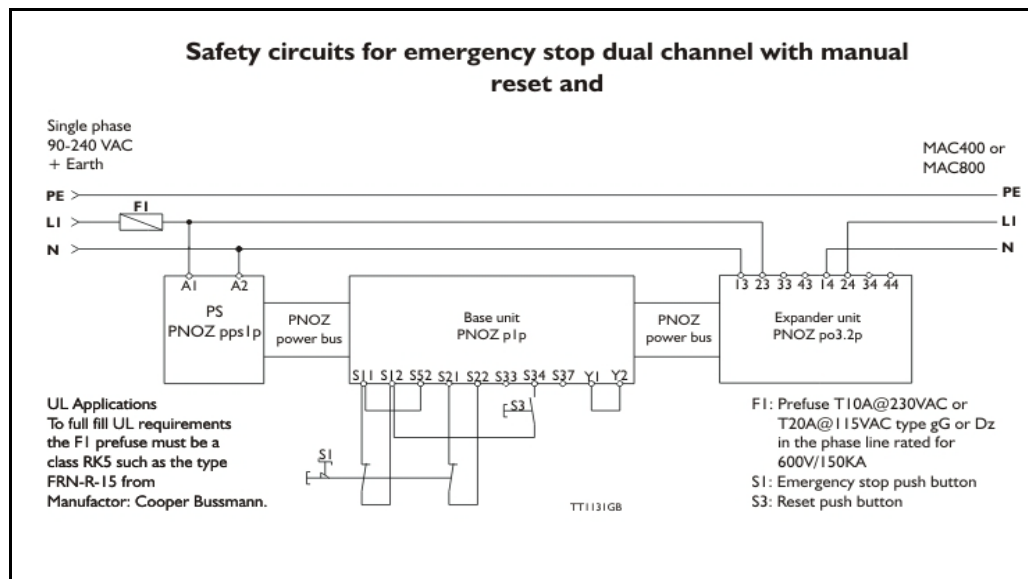 Safety circuits for emergency stop dual channel with manual
reset and
Single phase
90-240 VAC
+ Earth
MAC400 or
MAC800
PE
PE
F1
L1
L1
N
N
A1 A2
PS
PNOZ pps1p
PNOZ
power bus
Base unit
PNOZ p1p
PNOZ
power bus
13 23 33 43 14 24 34 44
Expander unit
PNOZ po3.2p
S11 S12 S52 S21 S22 S33 S34 S37 Y1 Y2
S3
S1
UL Applications
To full fill UL requirements
the F1 prefuse must be a
class RK5 such as the type
FRN-R-15 from
Manufactor: Cooper Bussmann.
TT1131GB
F1: Prefuse T10A@230VAC or
T20A@115VAC type gG or Dz
in the phase line rated for
600V/150KA
S1: Emergency stop push button
S3: Reset push button